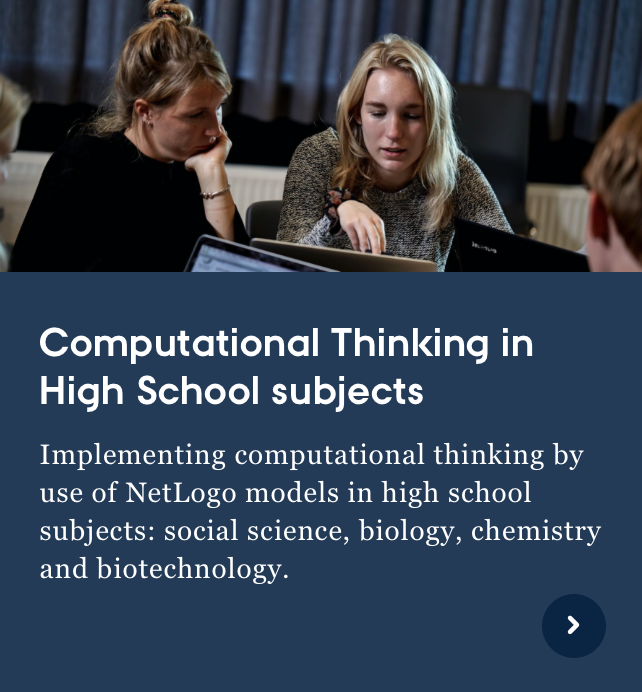 Computational Thinking in
High School subjects
Implementing computational thinking by
use of NetLogo models in high school
subjects: social science, biology, chemistry
and biotechnology.